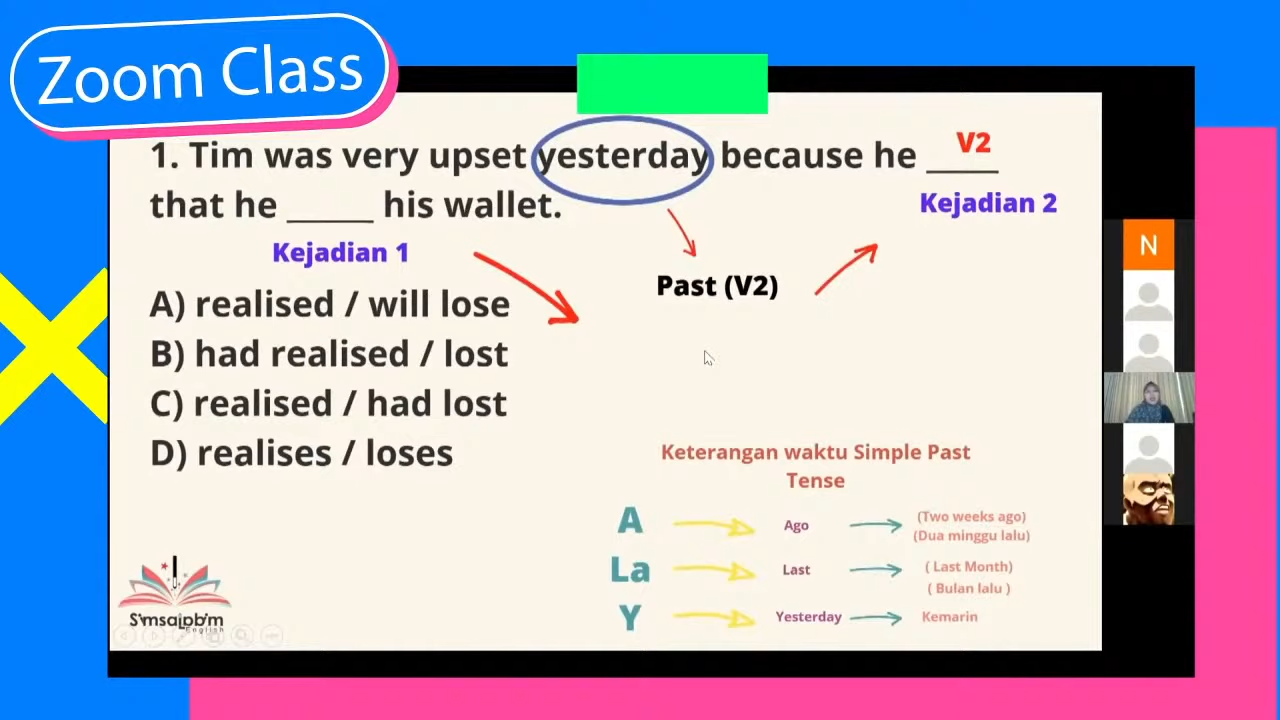 Zoom Class
1. Tim was very upset yesterday because he _____
V2
that he ______ his wallet.
Kejadian 2
Kejadian 1
Past (V2)
A) realised / will lose
B) had realised / lost
C) realised / had lost
D) realises / loses
Keterangan waktu Simple Past
Tense
A Ago (Two weeks ago)
(Dua minggu lalu)
La Last ( Last Month)
( Bulan lalu )
Y Yesterday Kemarin
English
N